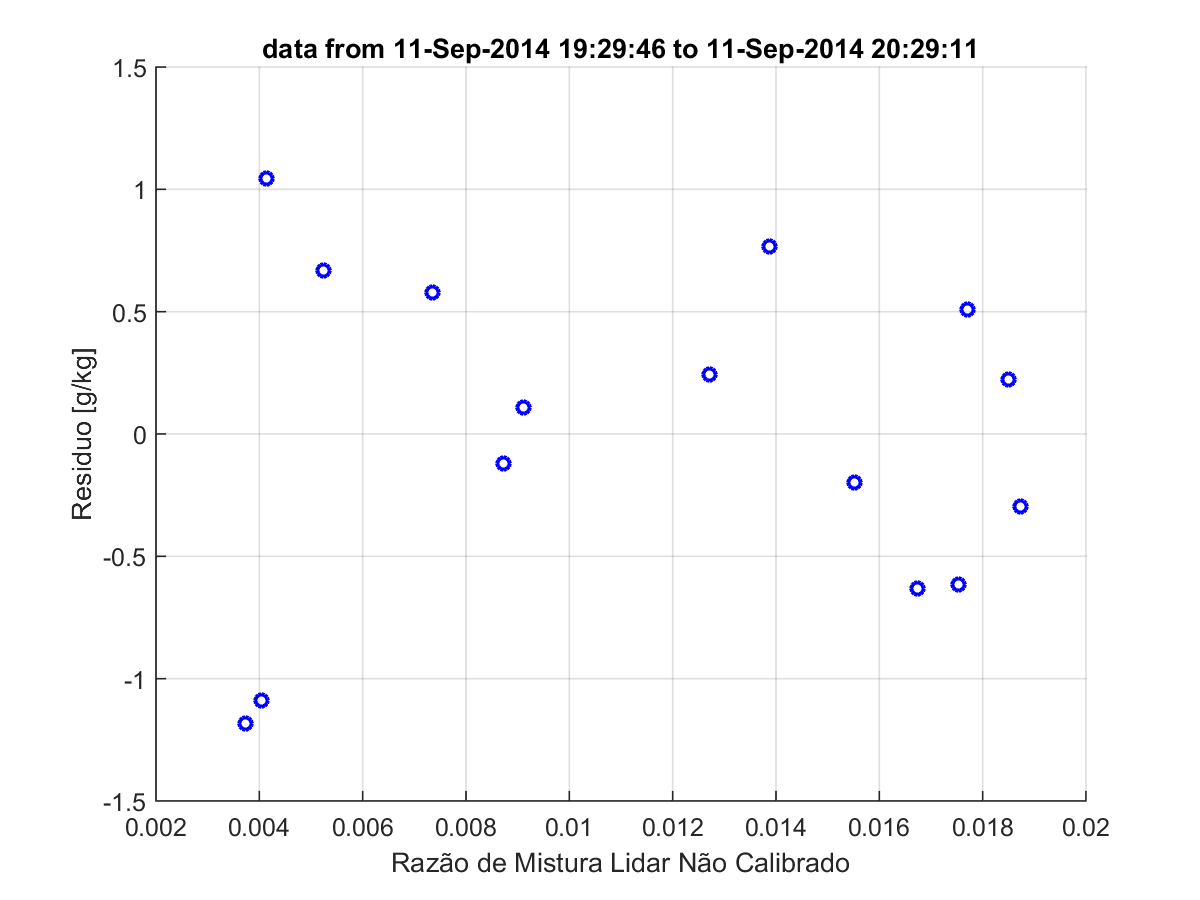 data from 11-Sep-2014 19:29:46 to 11-Sep-2014 20:29:11
1.5
1
0.5
0
-0.5
-1
-1.5
Residuo [g/kg]
0.002 0.004 0.006 0.008 0.01 0.012 0.014 0.016 0.018 0.02
Razão de Mistura Lidar Não Calibrado